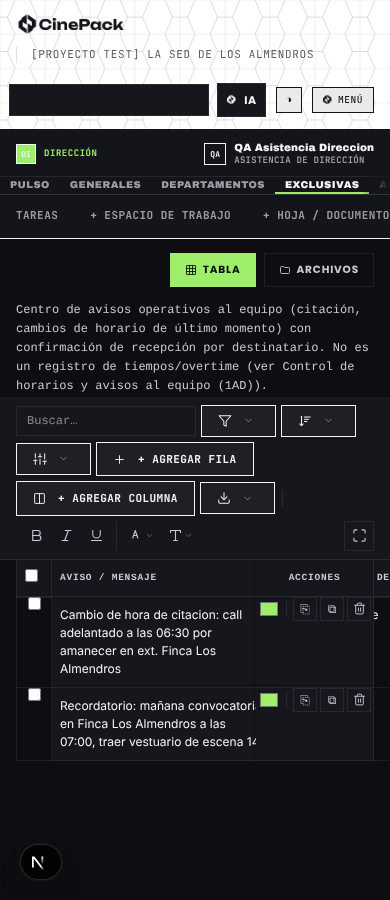 CinePack
[PROYECTO TEST] LA SED DE LOS ALMENDROS
IA
MENÚ
DI
DIRECCIÓN
QA
QA Asistencia Direccion
ASISTENCIA DE DIRECCIÓN
PULSO GENERALES DEPARTAMENTOS EXCLUSIVAS A
TAREAS + ESPACIO DE TRABAJO + HOJA / DOCUMENTO
TABLA
ARCHIVOS
Centro de avisos operativos al equipo (citación,
cambios de horario de último momento) con
confirmación de recepción por destinatario. No es
un registro de tiempos/overtime (ver Control de
horarios y avisos al equipo (1AD)).
Buscar…
+ AGREGAR FILA
+ AGREGAR COLUMNA
B I U A T
AVISO / MENSAJE ACCIONES DE
Cambio de hora de citacion: call
adelantado a las 06:30 por
amanecer en ext. Finca Los
Almendros
e
Recordatorio: mañana convocatori
en Finca Los Almendros a las
07:00, traer vestuario de escena 14
N